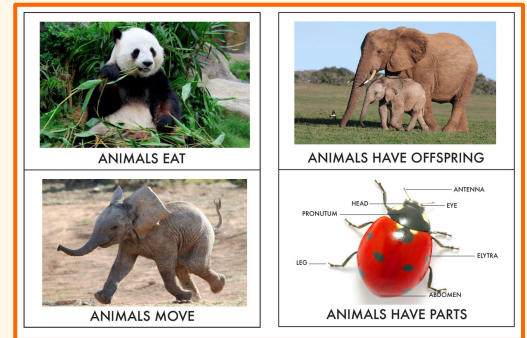 ANIMALS EAT
ANIMALS HAVE OFFSPRING
ANIMALS MOVE
ANTENNA
HEAD
EYE
PRONUTUM
LEG
ELYTRA
ABDOMEN
ANIMALS HAVE PARTS